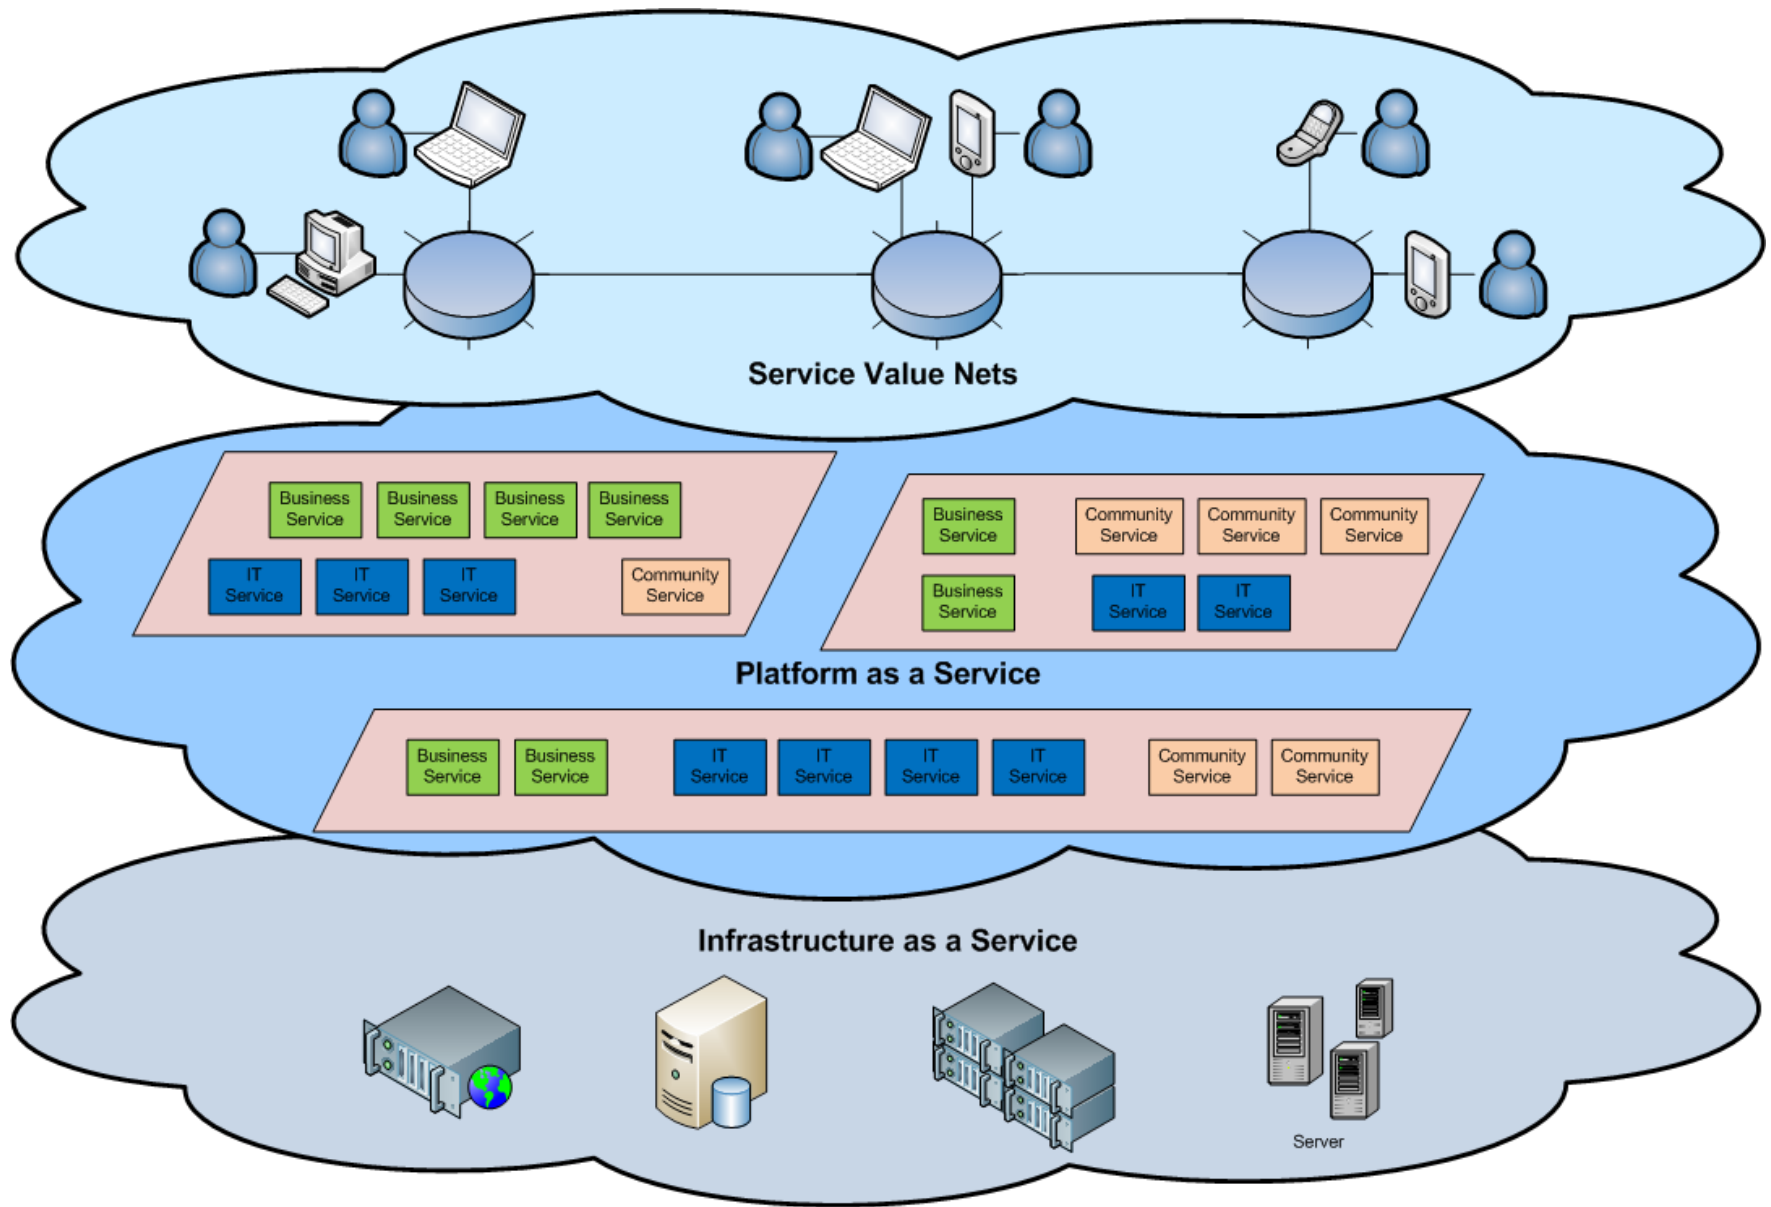 Service Value Nets
Business Business Business Business
Service Service Service Service
IT IT IT Community
Service Service Service Service
Business Community Community Community
Service Service Service Service
Business IT IT
Service Service Service
Platform as a Service
Business Business IT IT IT IT Community Community
Service Service Service Service Service Service Service Service
Infrastructure as a Service
Server